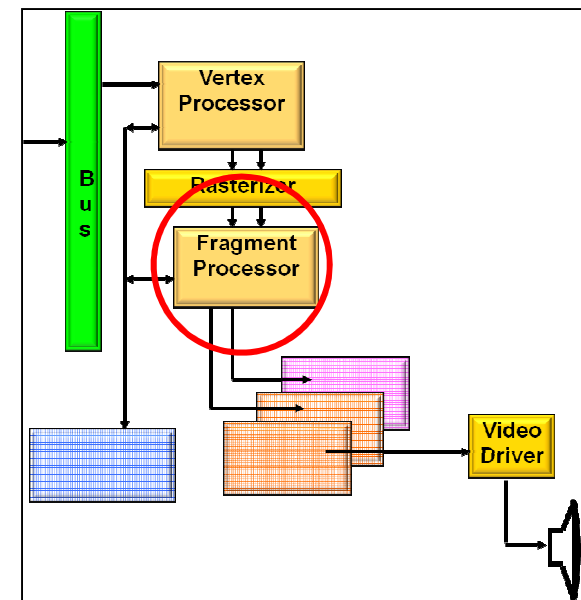 Vertex
Processor
B
u
s
Rasterizer
Fragment
Processor
Video
Driver